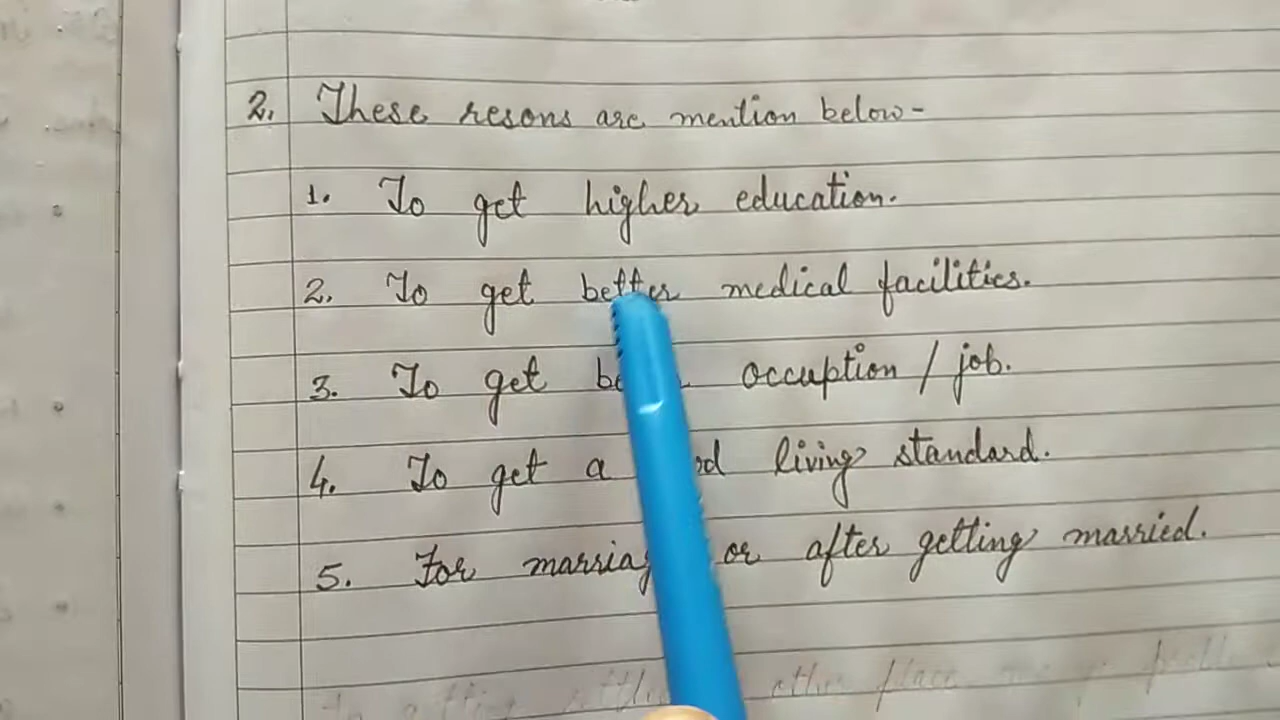 2. These resons are mention below-
1. To get higher education.
2. To get better medical facilities.
3. To get occuption / job.
4. To get a living standard.
5. For or after getting married.